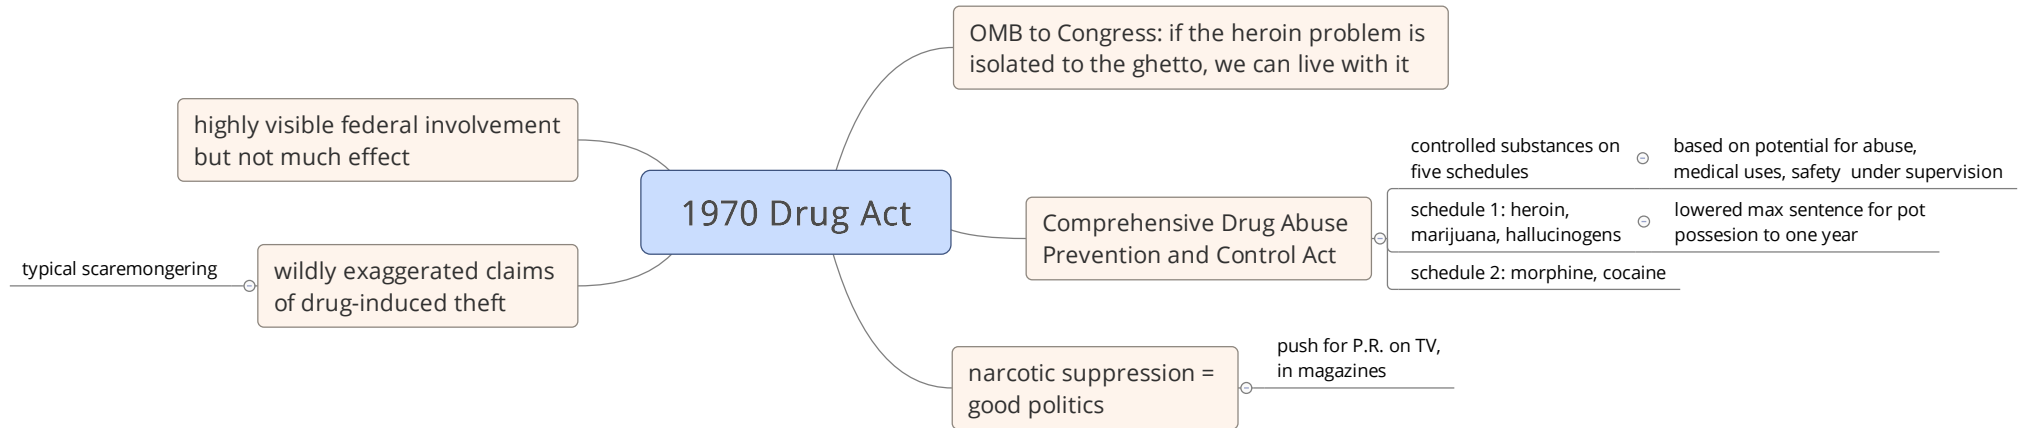 1970 Drug Act
OMB to Congress: if the heroin problem is
isolated to the ghetto, we can live with it
Comprehensive Drug Abuse
Prevention and Control Act
controlled substances on
five schedules
based on potential for abuse,
medical uses, safety  under supervision
schedule 1: heroin,
marijuana, hallucinogens
lowered max sentence for pot
possesion to one year
schedule 2: morphine, cocaine
narcotic suppression =
good politics
push for P.R. on TV,
in magazines
highly visible federal involvement
but not much effect
wildly exaggerated claims
of drug-induced theft
typical scaremongering